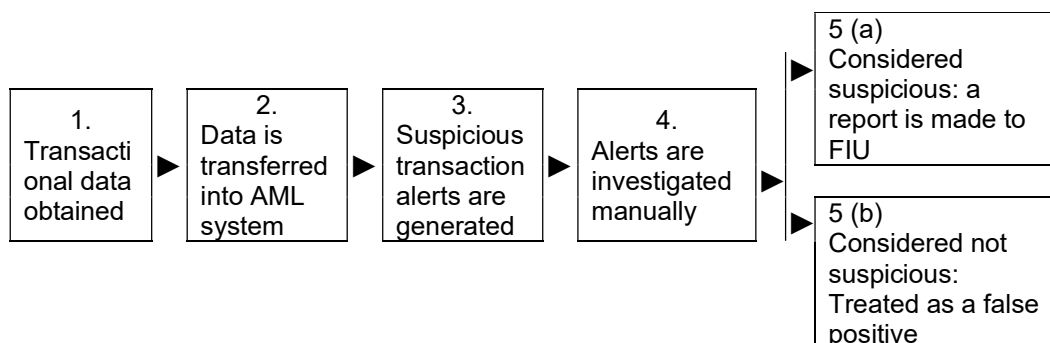 1.
Transacti
onal data
obtained
2.
Data is
transferred
into AML
system
3.
Suspicious
transaction
alerts are
generated
4.
Alerts are
investigated
manually
5 (a)
Considered
suspicious: a
report is made to
FIU
5 (b)
Considered not
suspicious:
Treated as a false
positive